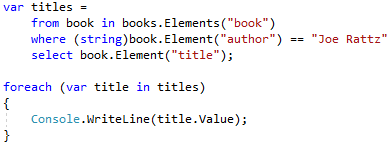 var titles =
    from book in books.Elements("book")
    where (string)book.Element("author") == "Joe Rattz"
    select book.Element("title");

foreach (var title in titles)
{
    Console.WriteLine(title.Value);
}